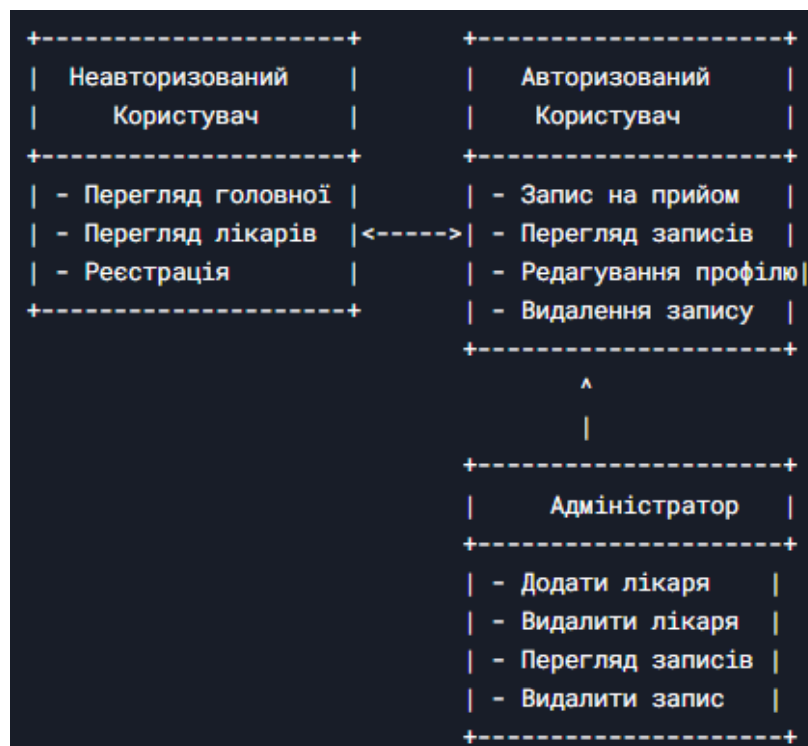 +---------------------+       +---------------------+
|  Неавторизований    |       |   Авторизований     |
|     Користувач      |       |    Користувач       |
+---------------------+       +---------------------+
| - Перегляд головної |       | - Запис на прийом   |
| - Перегляд лікарів  |<----->| - Перегляд записів  |
| - Реєстрація        |       | - Редагування профілю|
+---------------------+       | - Видалення запису  |
                              +---------------------+
                                      ^
                                      |
                              +---------------------+
                              |     Адміністратор   |
                              +---------------------+
                              | - Додати лікаря    |
                              | - Видалити лікаря  |
                              | - Перегляд записів |
                              | - Видалити запис   |
                              +---------------------+